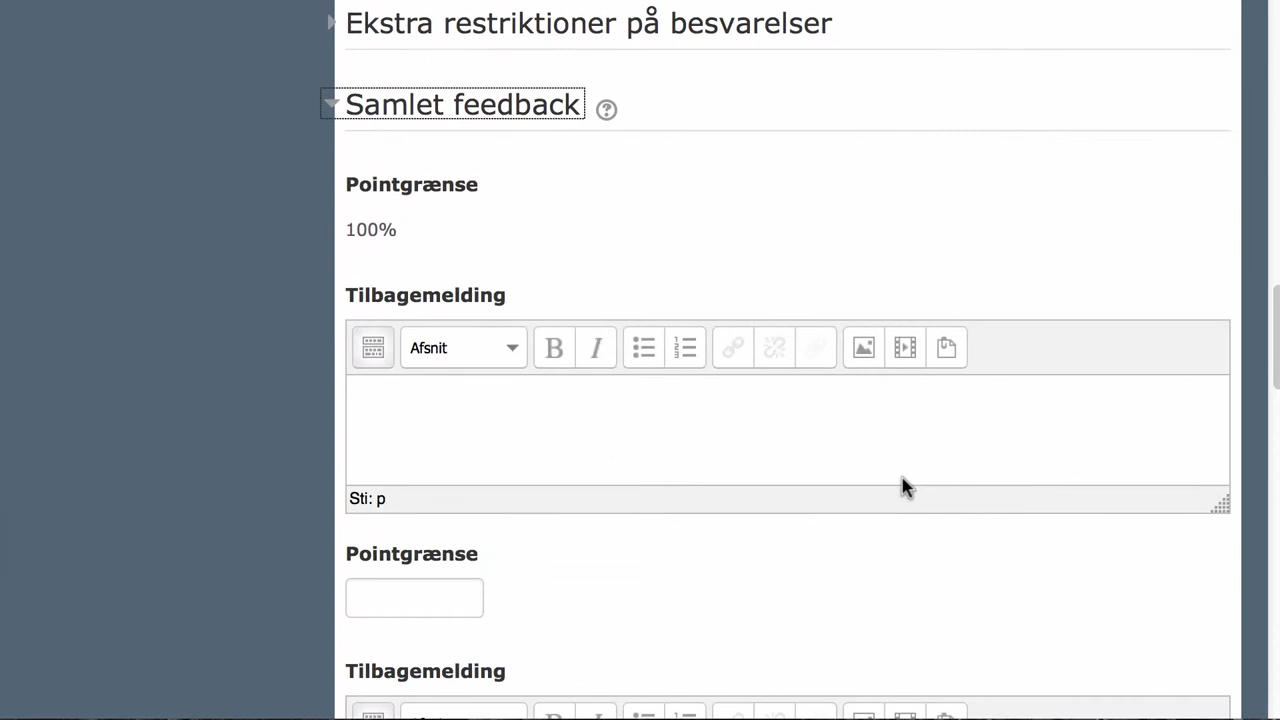 Ekstra restriktioner på besvarelser
Samlet feedback
Pointgrænse
100%
Tilbagemelding
Afsnit B I
Sti: p
Pointgrænse
Tilbagemelding